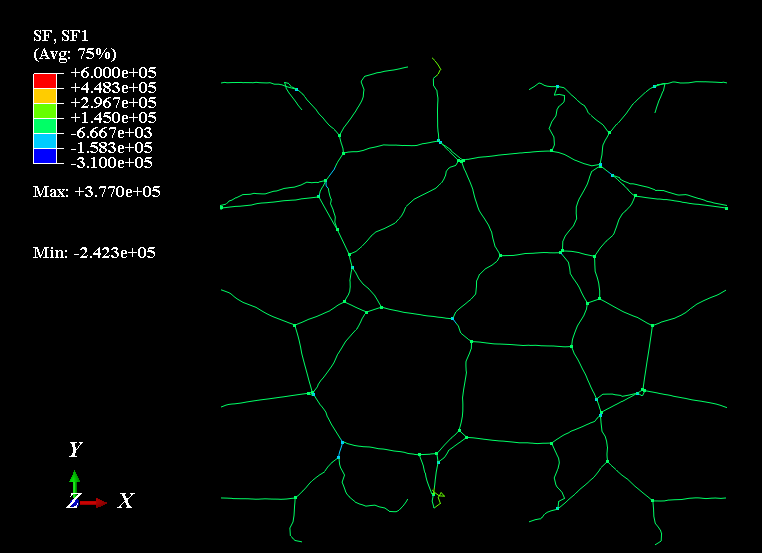 SF, SF1
(Avg: 75%)
+6.000e+05
+4.483e+05
+2.967e+05
+1.450e+05
-6.667e+03
-1.583e+05
-3.100e+05
Max: +3.770e+05
Min: -2.423e+05
Y
Z X